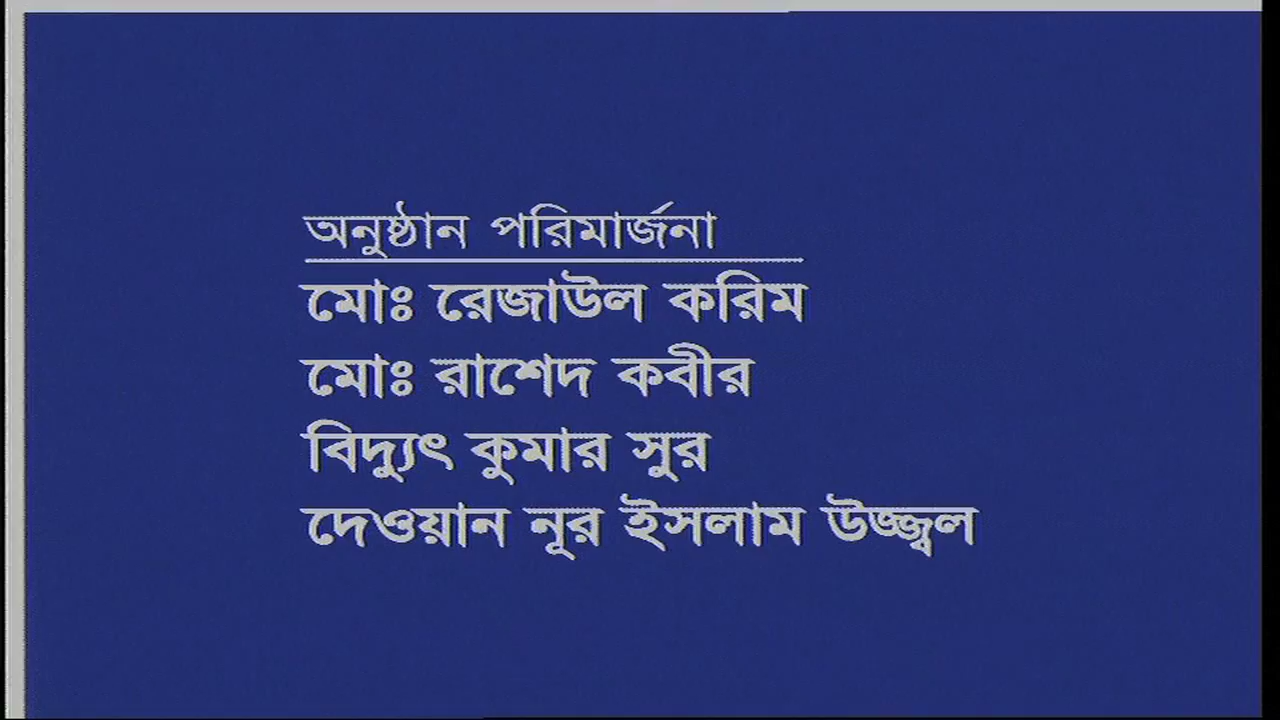 অনুষ্ঠান পরিমার্জনা
মোঃ রেজাউল করিম
মোঃ রাশেদ কবীর
বিদ্যুৎ কুমার সুর
দেওয়ান নূর ইসলাম উজ্জ্বল